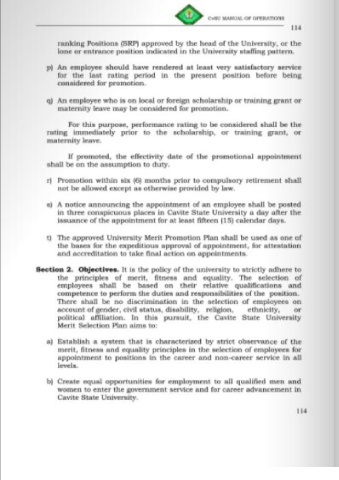 CvSU MANUAL OF OPERATIONS
114
ranking Positions (SRP) approved by the head of the University, or the
lone or entrance position indicated in the University staffing pattern.
p) An employee should have rendered at least very satisfactory service
for the last rating period in the present position before being
considered for promotion.
q) An employee who is on local or foreign scholarship or training grant or
maternity leave may be considered for promotion.
For this purpose, performance rating to be considered shall be the
rating immediately prior to the scholarship, or training grant, or
maternity leave.
If promoted, the effectivity date of the promotional appointment
shall be on the assumption to duty.
r) Promotion within six (6) months prior to compulsory retirement shall
not be allowed except as otherwise provided by law.
s) A notice announcing the appointment of an employee shall be posted
in three conspicuous places in Cavite State University a day after the
issuance of the appointment for at least fifteen (15) calendar days.
t) The approved University Merit Promotion Plan shall be used as one of
the bases for the expeditious approval of appointment, for attestation
and accreditation to take final action on appointments.
Section 2. Objectives. It is the policy of the university to strictly adhere to
the principles of merit, fitness and equality. The selection of
employees shall be based on their relative qualifications and
competence to perform the duties and responsibilities of the position.
There shall be no discrimination in the selection of employees on
account of gender, civil status, disability, religion, ethnicity, or
political affiliation. In this pursuit, the Cavite State University
Merit Selection Plan aims to:
a) Establish a system that is characterized by strict observance of the
merit, fitness and equality principles in the selection of employees for
appointment to positions in the career and non-career service in all
levels.
b) Create equal opportunities for employment to all qualified men and
women to enter the government service and for career advancement in
Cavite State University.
114